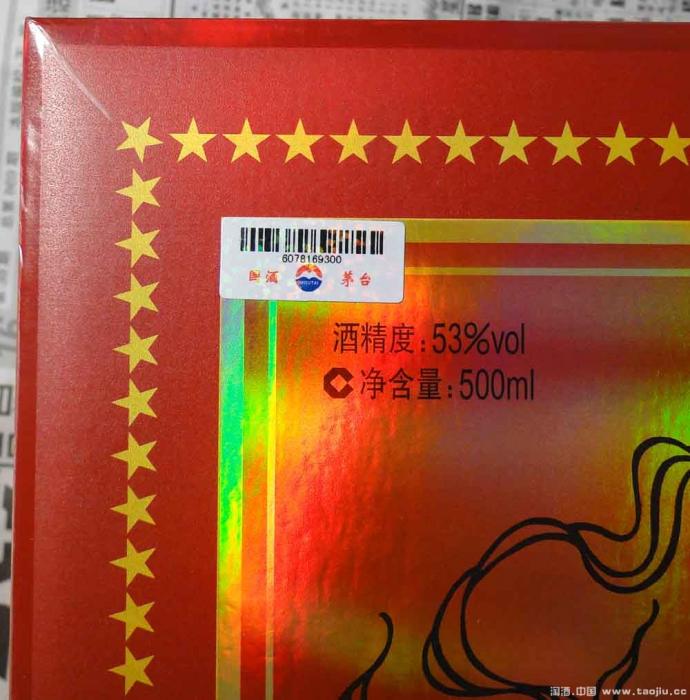 6078169300
国酒 MOUTAI 茅台
酒精度:53%vol
净含量:500ml
淘酒.中国 www.taojiu.cc